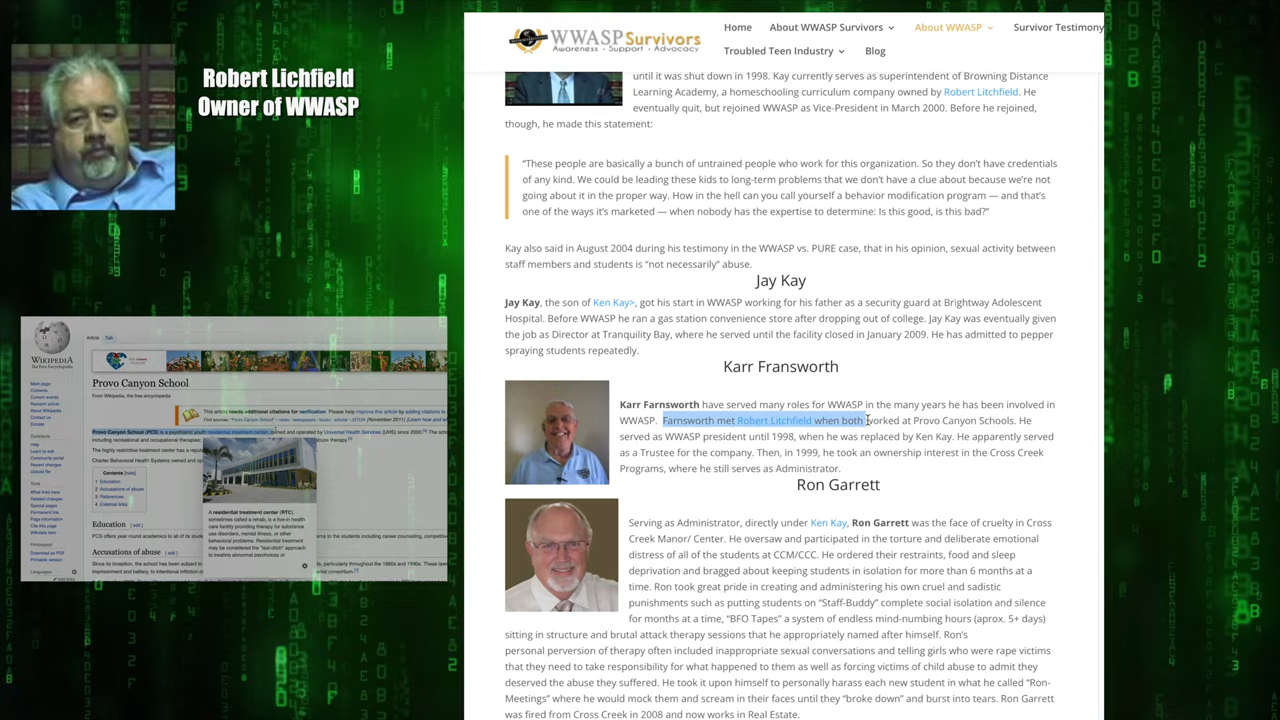 Robert Lichfield
Owner of WWASP
WWASP Survivors
Awareness · Support · Advocacy
Home
About WWASP Survivors
About WWASP
Survivor Testimony
Troubled Teen Industry
Blog
until it was shut down in 1998. Kay currently serves as superintendent of Browning Distance
Learning Academy, a homeschooling curriculum company owned by Robert Litchfield. He
eventually quit, but rejoined WWASP as Vice-President in March 2000. Before he rejoined,
though, he made this statement:
“These people are basically a bunch of untrained people who work for this organization. So they don’t have credentials
of any kind. We could be leading these kids to long-term problems that we don’t have a clue about because we’re not
going about it in the proper way. How in the hell can you call yourself a behavior modification program — and that’s
one of the ways it’s marketed — when nobody has the expertise to determine: Is this good, is this bad?”
Kay also said in August 2004 during his testimony in the WWASP vs. PURE case, that in his opinion, sexual activity between
staff members and students is “not necessarily” abuse.
Jay Kay
Jay Kay, the son of Ken Kay>, got his start in WWASP working for his father as a security guard at Brightway Adolescent
Hospital. Before WWASP he ran a gas station convenience store after dropping out of college. Jay Kay was eventually given
the job as Director at Tranquility Bay, where he served until the facility closed in January 2009. He has admitted to pepper
spraying students repeatedly.
Karr Fransworth
Karr Farnsworth have served many roles for WWASP in the many years he has been involved in
WWASP. Farnsworth met Robert Litchfield when both worked at Provo Canyon Schools. He
served as WWASP president until 1998, when he was replaced by Ken Kay. He apparently served
as a Trustee for the company. Then, in 1999, he took an ownership interest in the Cross Creek
Programs, where he still serves as Administrator.
Ron Garrett
Serving as Administrator, directly under Ken Kay, Ron Garrett was the face of cruelty in Cross
Creek Manor/ Center. He oversaw and participated in the torture and deliberate emotional
distress of all of the students at CCM/CCC. He ordered their restraints, food and sleep
deprivation and bragged about keeping students in isolation for more than 6 months at a
time. Ron took great pride in creating and administering his own cruel and sadistic
punishments such as putting students on “Staff-Buddy” complete social isolation and silence
for months at a time, “BFO Tapes” a system of endless mind-numbing hours (aprox. 5+ days)
sitting in structure and brutal attack therapy sessions that he appropriately named after himself. Ron’s
personal perversion of therapy often included inappropriate sexual conversations and telling girls who were rape victims
that they need to take responsibility for what happened to them as well as forcing victims of child abuse to admit they
deserved the abuse they suffered. He took it upon himself to personally harass each new student in what he called “Ron-
Meetings” where he would mock them and scream in their faces until they “broke down” and burst into tears. Ron Garrett
was fired from Cross Creek in 2008 and now works in Real Estate.
WIKIPEDIA
The Free Encyclopedia
Article
Talk
Provo Canyon School
From Wikipedia, the free encyclopedia
This article needs additional citations for verification.
Contents [hide]
1 Education
2 Accusations of abuse
3 References
4 External links
A residential treatment center (RTC),
sometimes called a rehab, is a live-in health
care facility providing therapy for substance
use disorders, mental illness, or other
behavioral problems. Residential treatment
may be considered the "last-ditch" approach
to treating abnormal psychology or
Education [edit]
Accusations of abuse [edit]